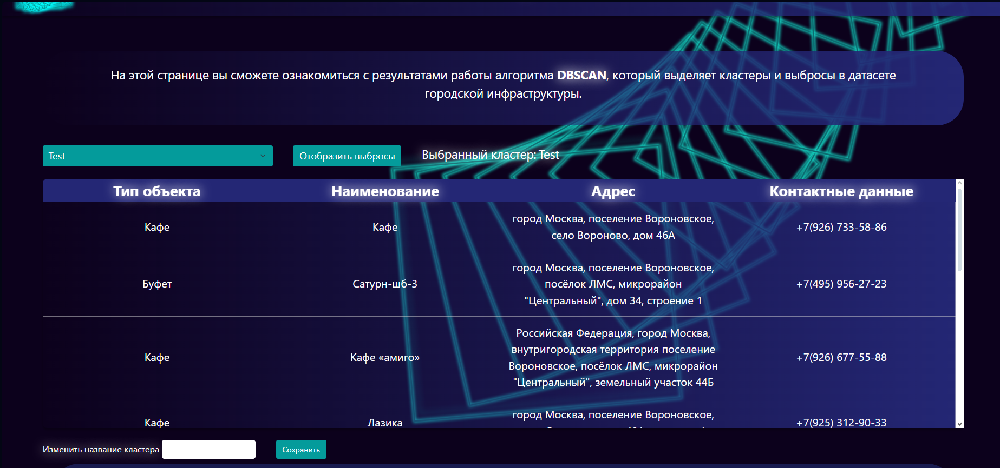 На этой странице вы сможете ознакомиться с результатами работы алгоритма DBSCAN, который выделяет кластеры и выбросы в датасете
городской инфраструктуры.
Test
Отобразить выбросы
Выбранный кластер: Test
Тип объекта Наименование Адрес Контактные данные
Кафе
Кафе
город Москва, поселение Вороновское,
село Вороново, дом 46А
+7(926) 733-58-86
Буфет
Сатурн-шб-3
город Москва, поселение Вороновское,
посёлок ЛМС, микрорайон
"Центральный", дом 34, строение 1
+7(495) 956-27-23
Кафе
Кафе «амиго»
Российская Федерация, город Москва,
внутригородская территория поселение
Вороновское, посёлок ЛМС, микрорайон
"Центральный", земельный участок 44Б
+7(926) 677-55-88
Кафе
Лазика
город Москва, поселение Вороновское,
+7(925) 312-90-33
Изменить название кластера
Сохранить